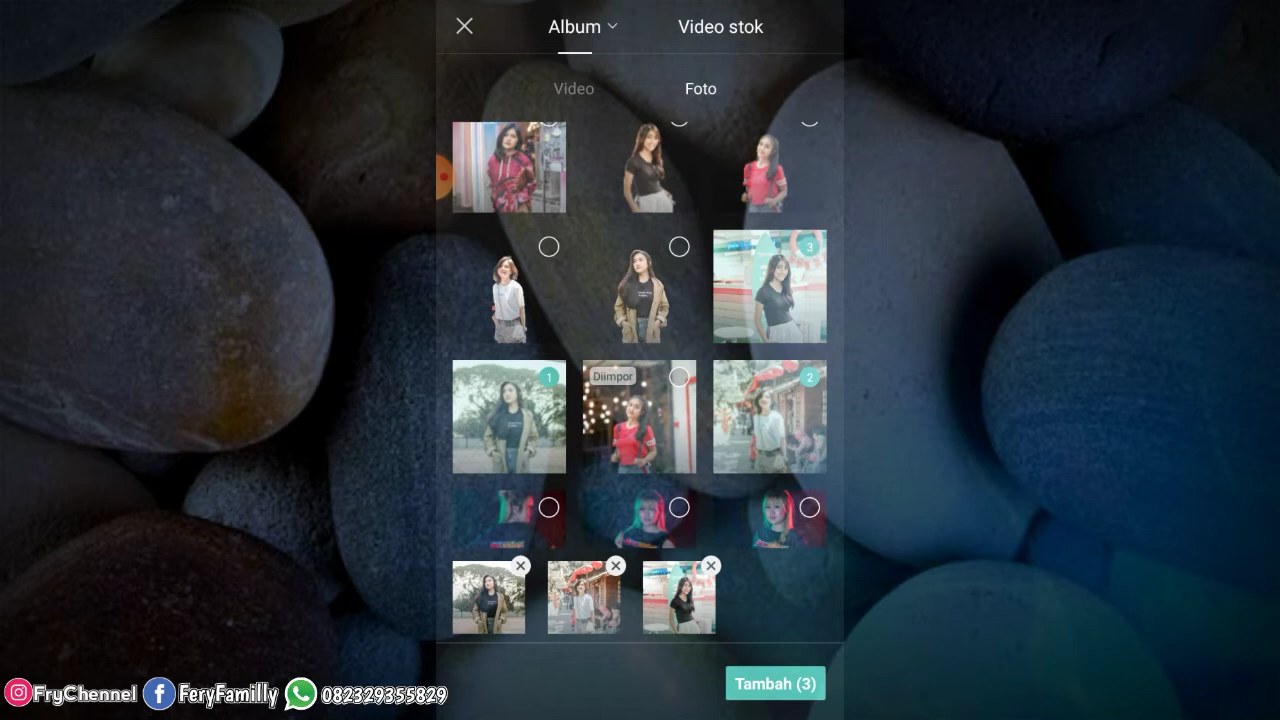 Album
Video stok
Video
Foto
3
1
Diimpor
2
Tambah (3)
FryChennel
FeryFamilly
082329355829